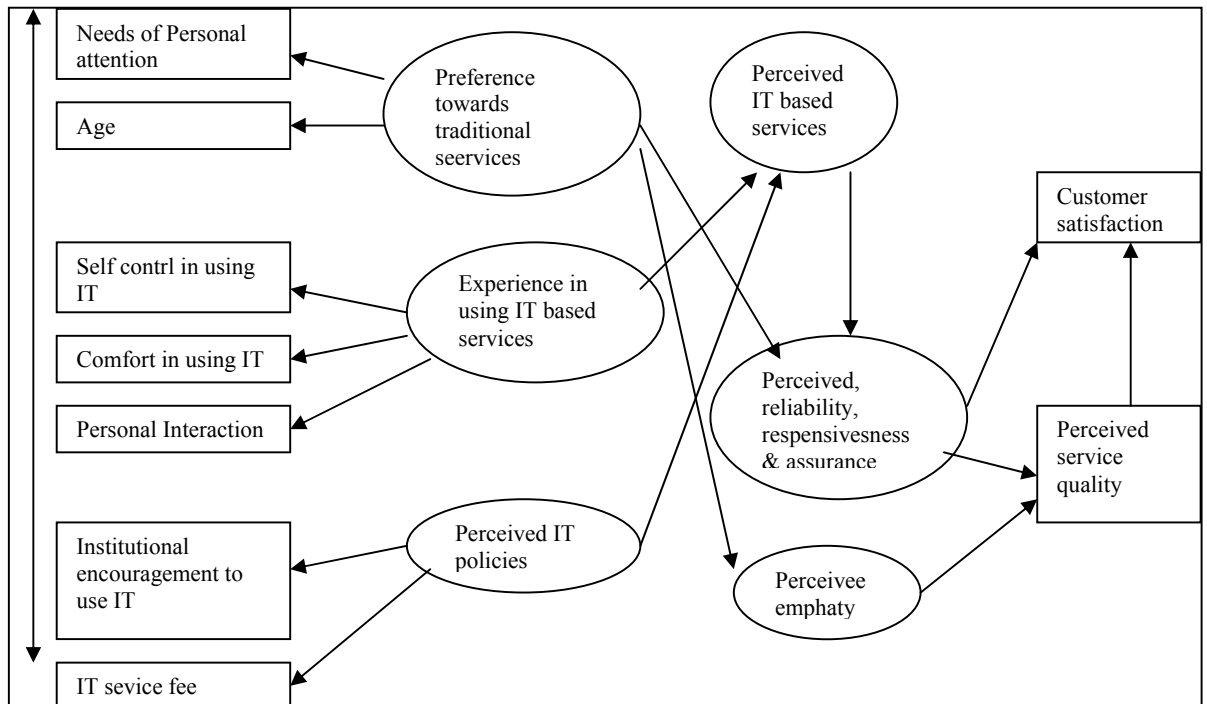 Needs of Personal
attention
Age
Self contrl in using
IT
Comfort in using IT
Personal Interaction
Institutional
encouragement to
use IT
IT sevice fee
Preference
towards
traditional
seervices
Experience in
using IT based
services
Perceived IT
policies
Perceived
IT based
services
Perceived,
reliability,
respensivesness
& assurance
Perceivee
emphaty
Customer
satisfaction
Perceived
service
quality